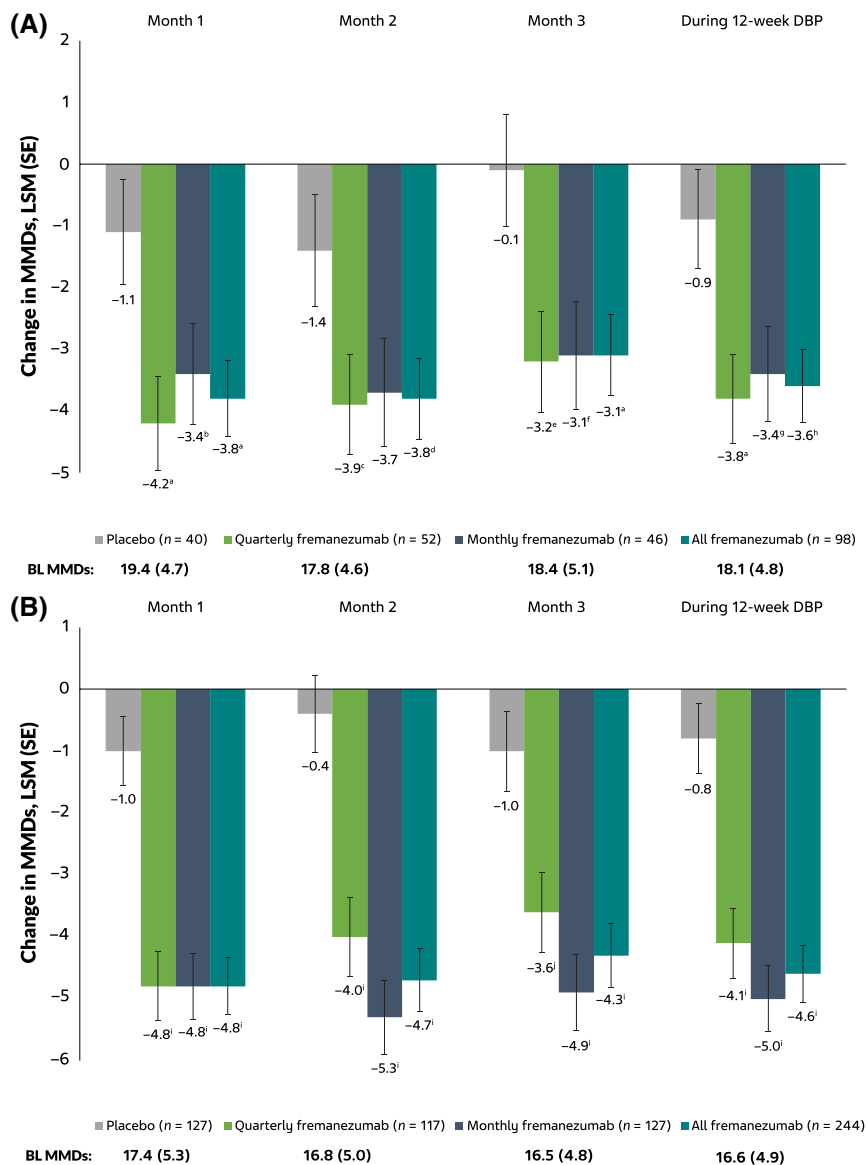 (A)
Month 1 Month 2 Month 3 During 12-week DBP
2
1
0
−1
−2
−3
−4
−5
Change in MMDs, LSM (SE)
−1.1
−4.2ᵃ
−3.4ᵇ
−3.8ᵃ
−1.4
−3.9ᶜ
−3.7
−3.8ᵈ
−0.1
−3.2ᵉ
−3.1ᶠ
−3.1ᵃ
−0.9
−3.8ᵃ
−3.4ᵍ
−3.6ʰ
Placebo (n = 40) Quarterly fremanezumab (n = 52) Monthly fremanezumab (n = 46) All fremanezumab (n = 98)
BL MMDs: 19.4 (4.7) 17.8 (4.6) 18.4 (5.1) 18.1 (4.8)
(B)
Month 1 Month 2 Month 3 During 12-week DBP
1
0
−1
−2
−3
−4
−5
−6
Change in MMDs, LSM (SE)
−1.0
−4.8ⁱ
−4.8ⁱ
−4.8ⁱ
−0.4
−4.0ⁱ
−5.3ⁱ
−4.7ⁱ
−1.0
−3.6ⁱ
−4.9ⁱ
−4.3ⁱ
−0.8
−4.1ⁱ
−5.0ⁱ
−4.6ⁱ
Placebo (n = 127) Quarterly fremanezumab (n = 117) Monthly fremanezumab (n = 127) All fremanezumab (n = 244)
BL MMDs: 17.4 (5.3) 16.8 (5.0) 16.5 (4.8) 16.6 (4.9)